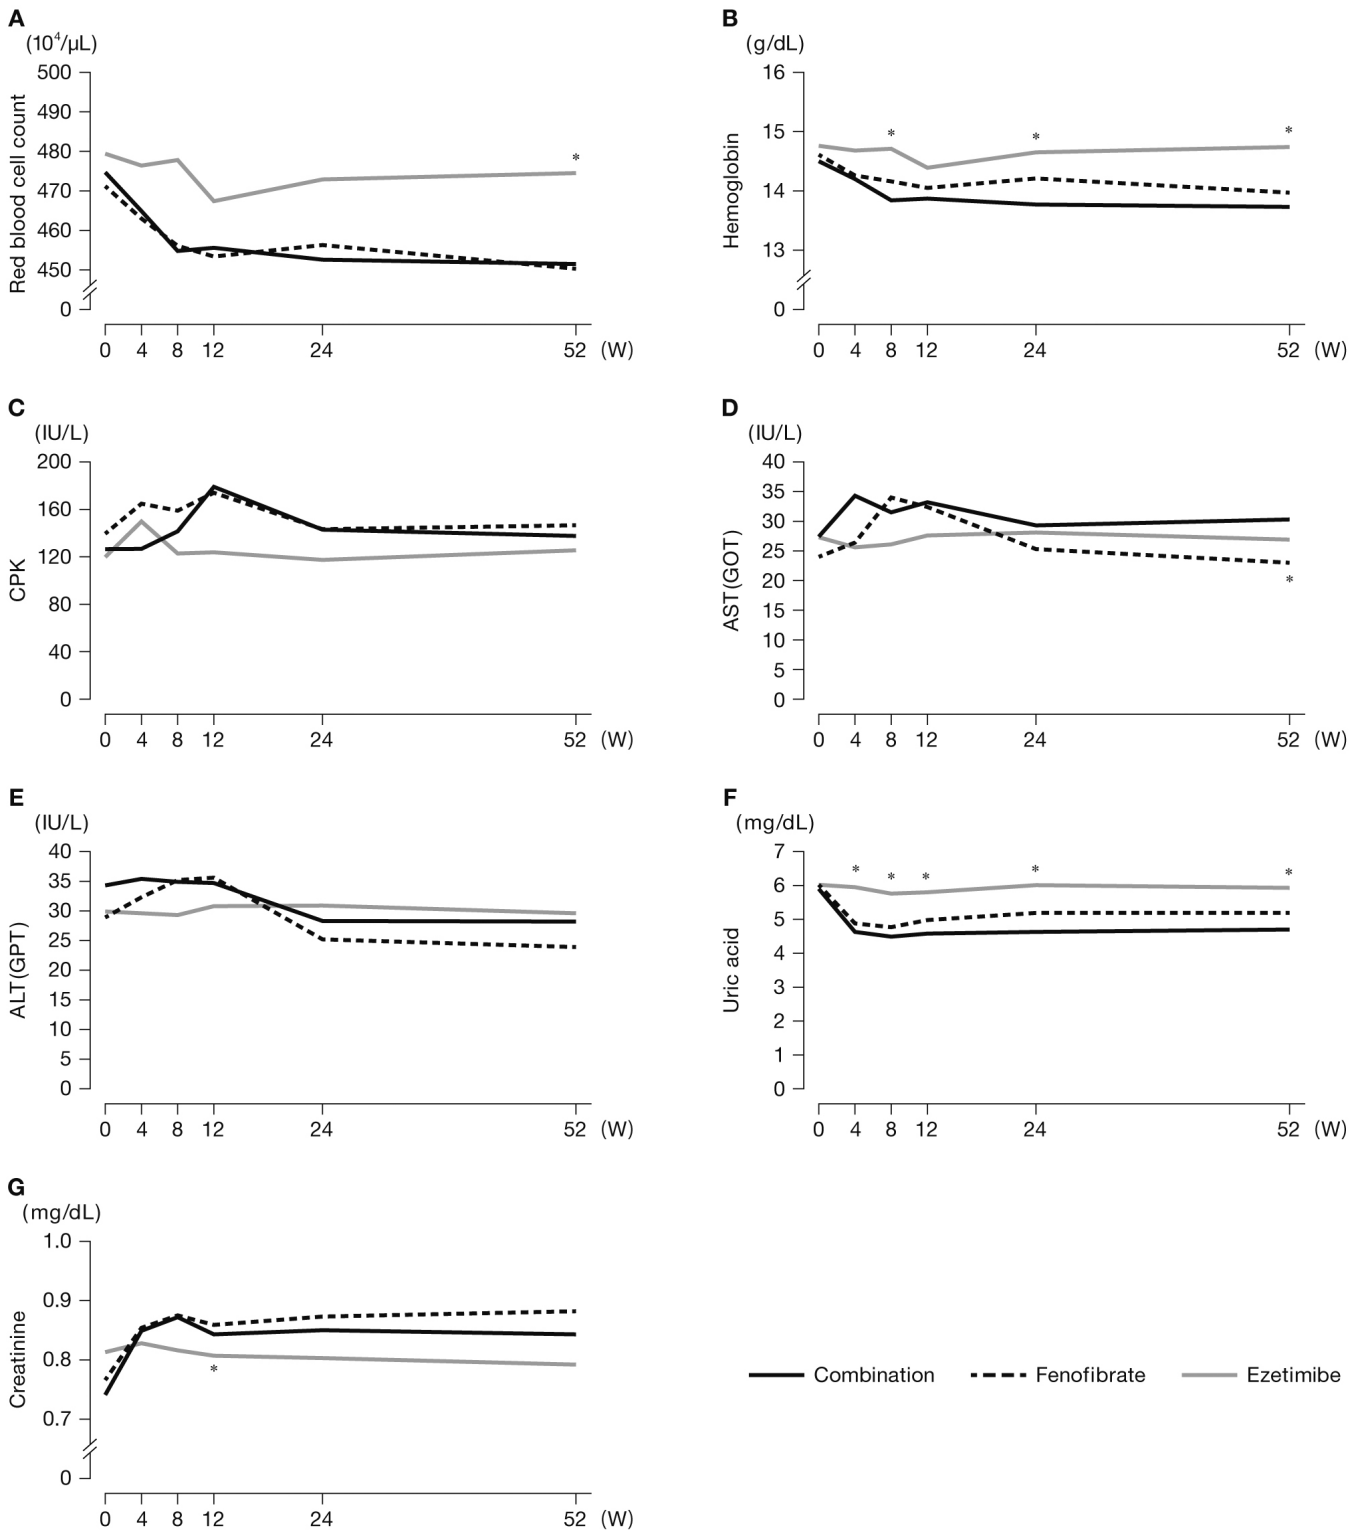 A
(10⁴/µL)
Red blood cell count
500
490
480
470
460
450
0
*
0 4 8 12 24 52 (W)
B
(g/dL)
Hemoglobin
16
15
14
13
0
* * *
0 4 8 12 24 52 (W)
C
(IU/L)
CPK
200
160
120
80
40
0
0 4 8 12 24 52 (W)
D
(IU/L)
AST(GOT)
40
35
30
25
20
15
10
5
0
*
0 4 8 12 24 52 (W)
E
(IU/L)
ALT(GPT)
40
35
30
25
20
15
10
5
0
0 4 8 12 24 52 (W)
F
(mg/dL)
Uric acid
7
6
5
4
3
2
1
0
* * * * *
0 4 8 12 24 52 (W)
G
(mg/dL)
Creatinine
1.0
0.9
0.8
0.7
0
*
0 4 8 12 24 52 (W)
Combination Fenofibrate Ezetimibe